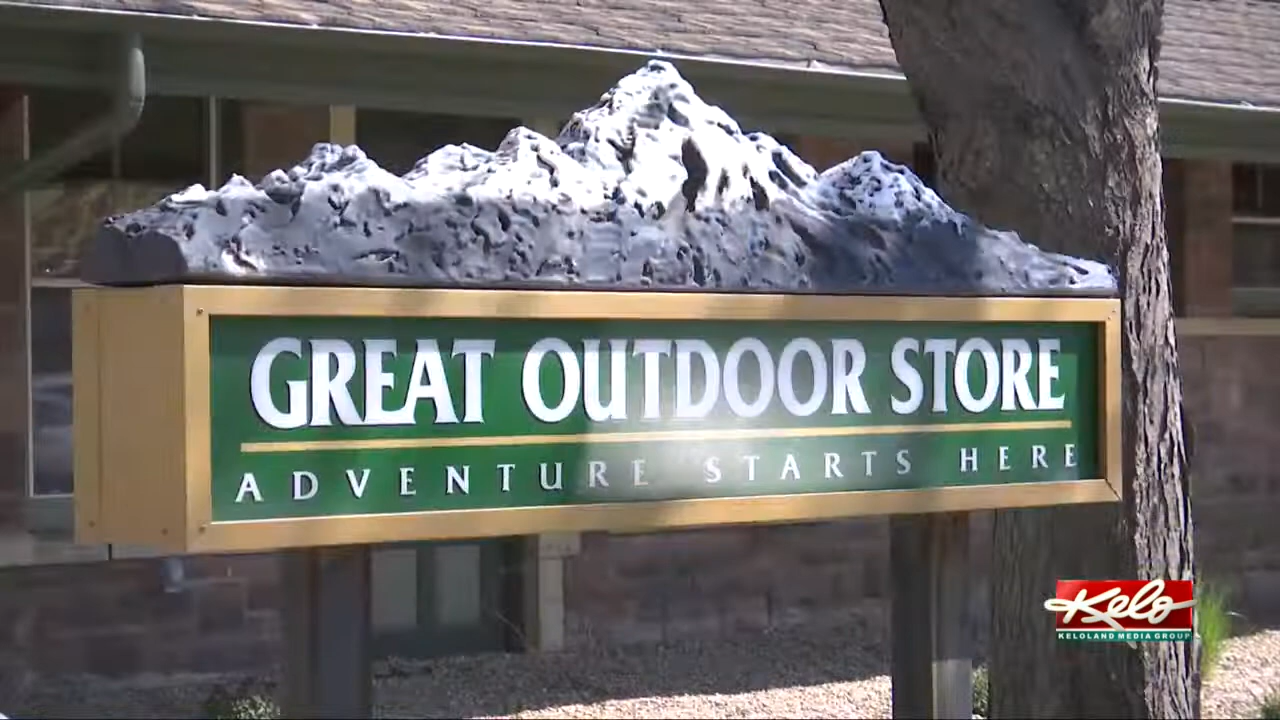 GREAT OUTDOOR STORE
ADVENTURE STARTS HERE
Kelo
KELOLAND MEDIA GROUP